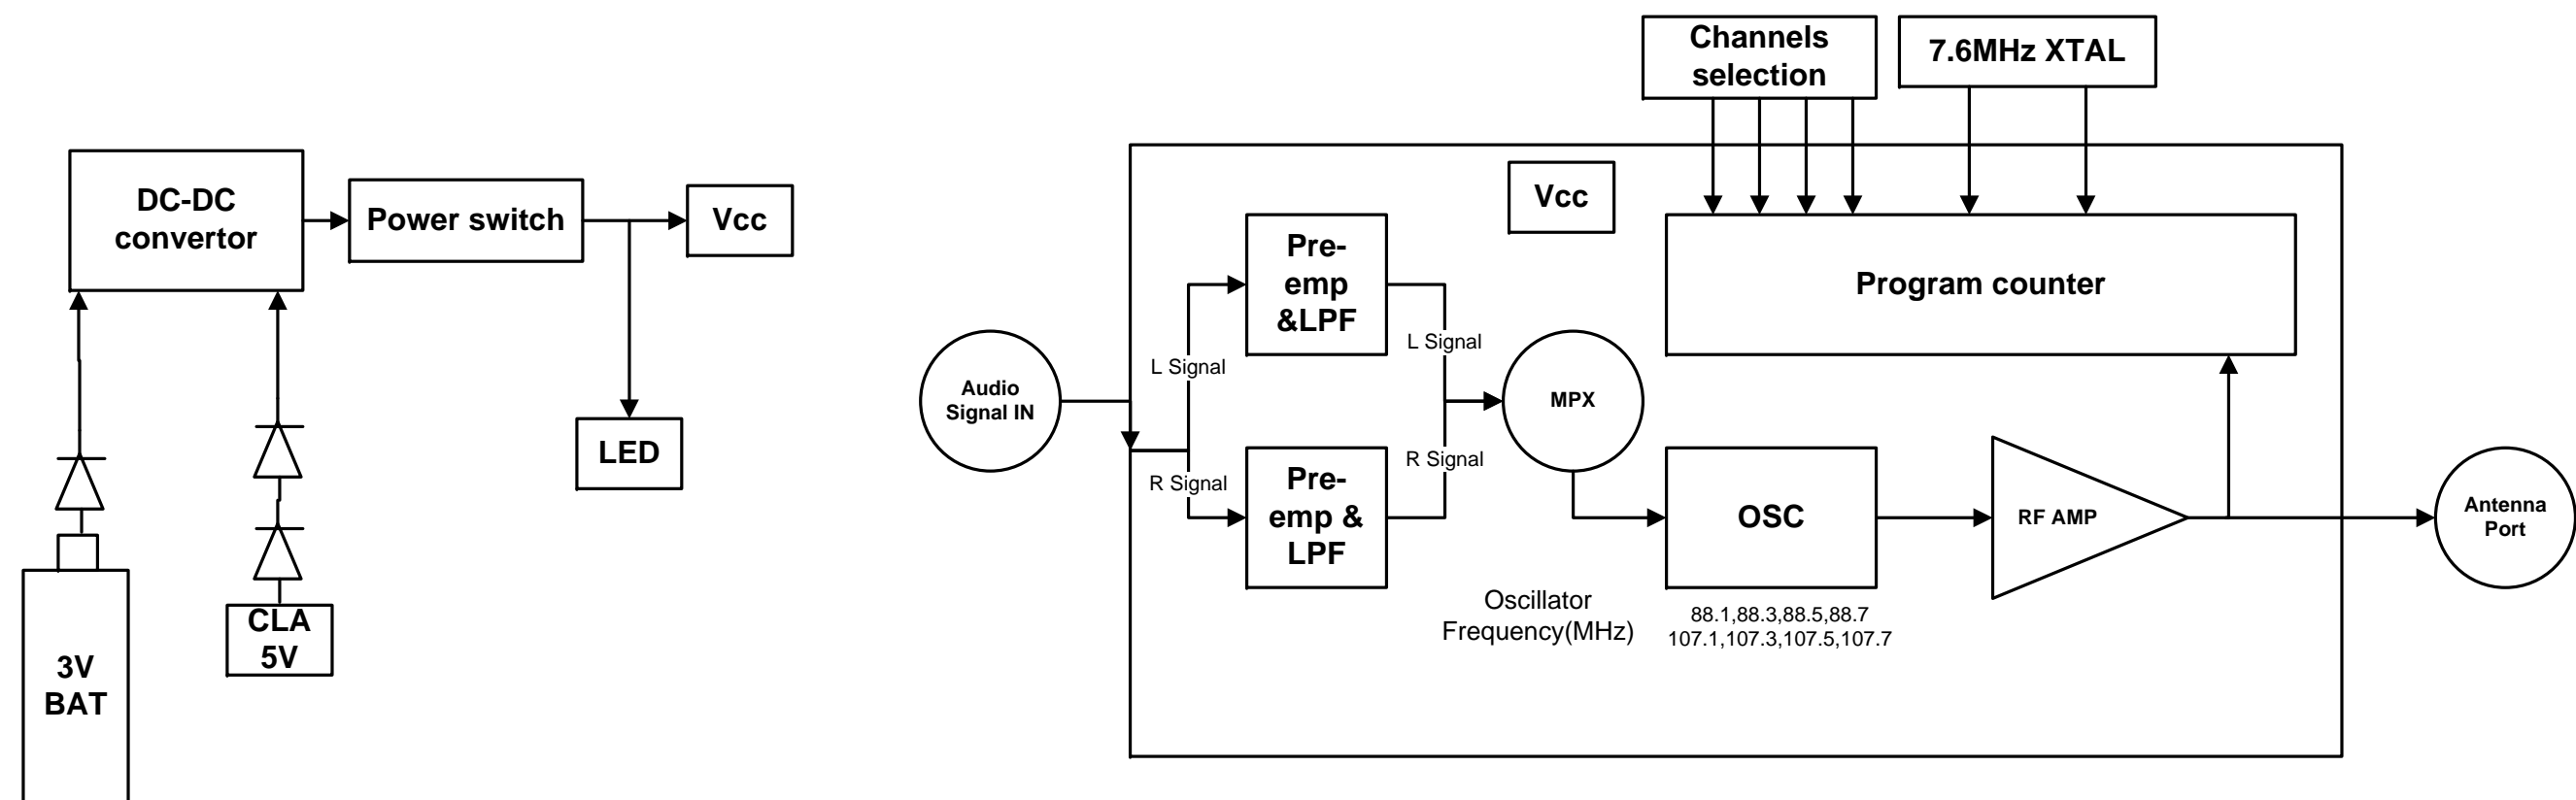 DC-DC
convertor
Power switch
Vcc
LED
3V
BAT
CLA
5V
Channels
selection
7.6MHz XTAL
Vcc
Program counter
Audio
Signal IN
L Signal
R Signal
Pre-
emp
&LPF
Pre-
emp &
LPF
L Signal
R Signal
MPX
OSC
RF AMP
Antenna
Port
Oscillator
Frequency(MHz)
88.1,88.3,88.5,88.7
107.1,107.3,107.5,107.7